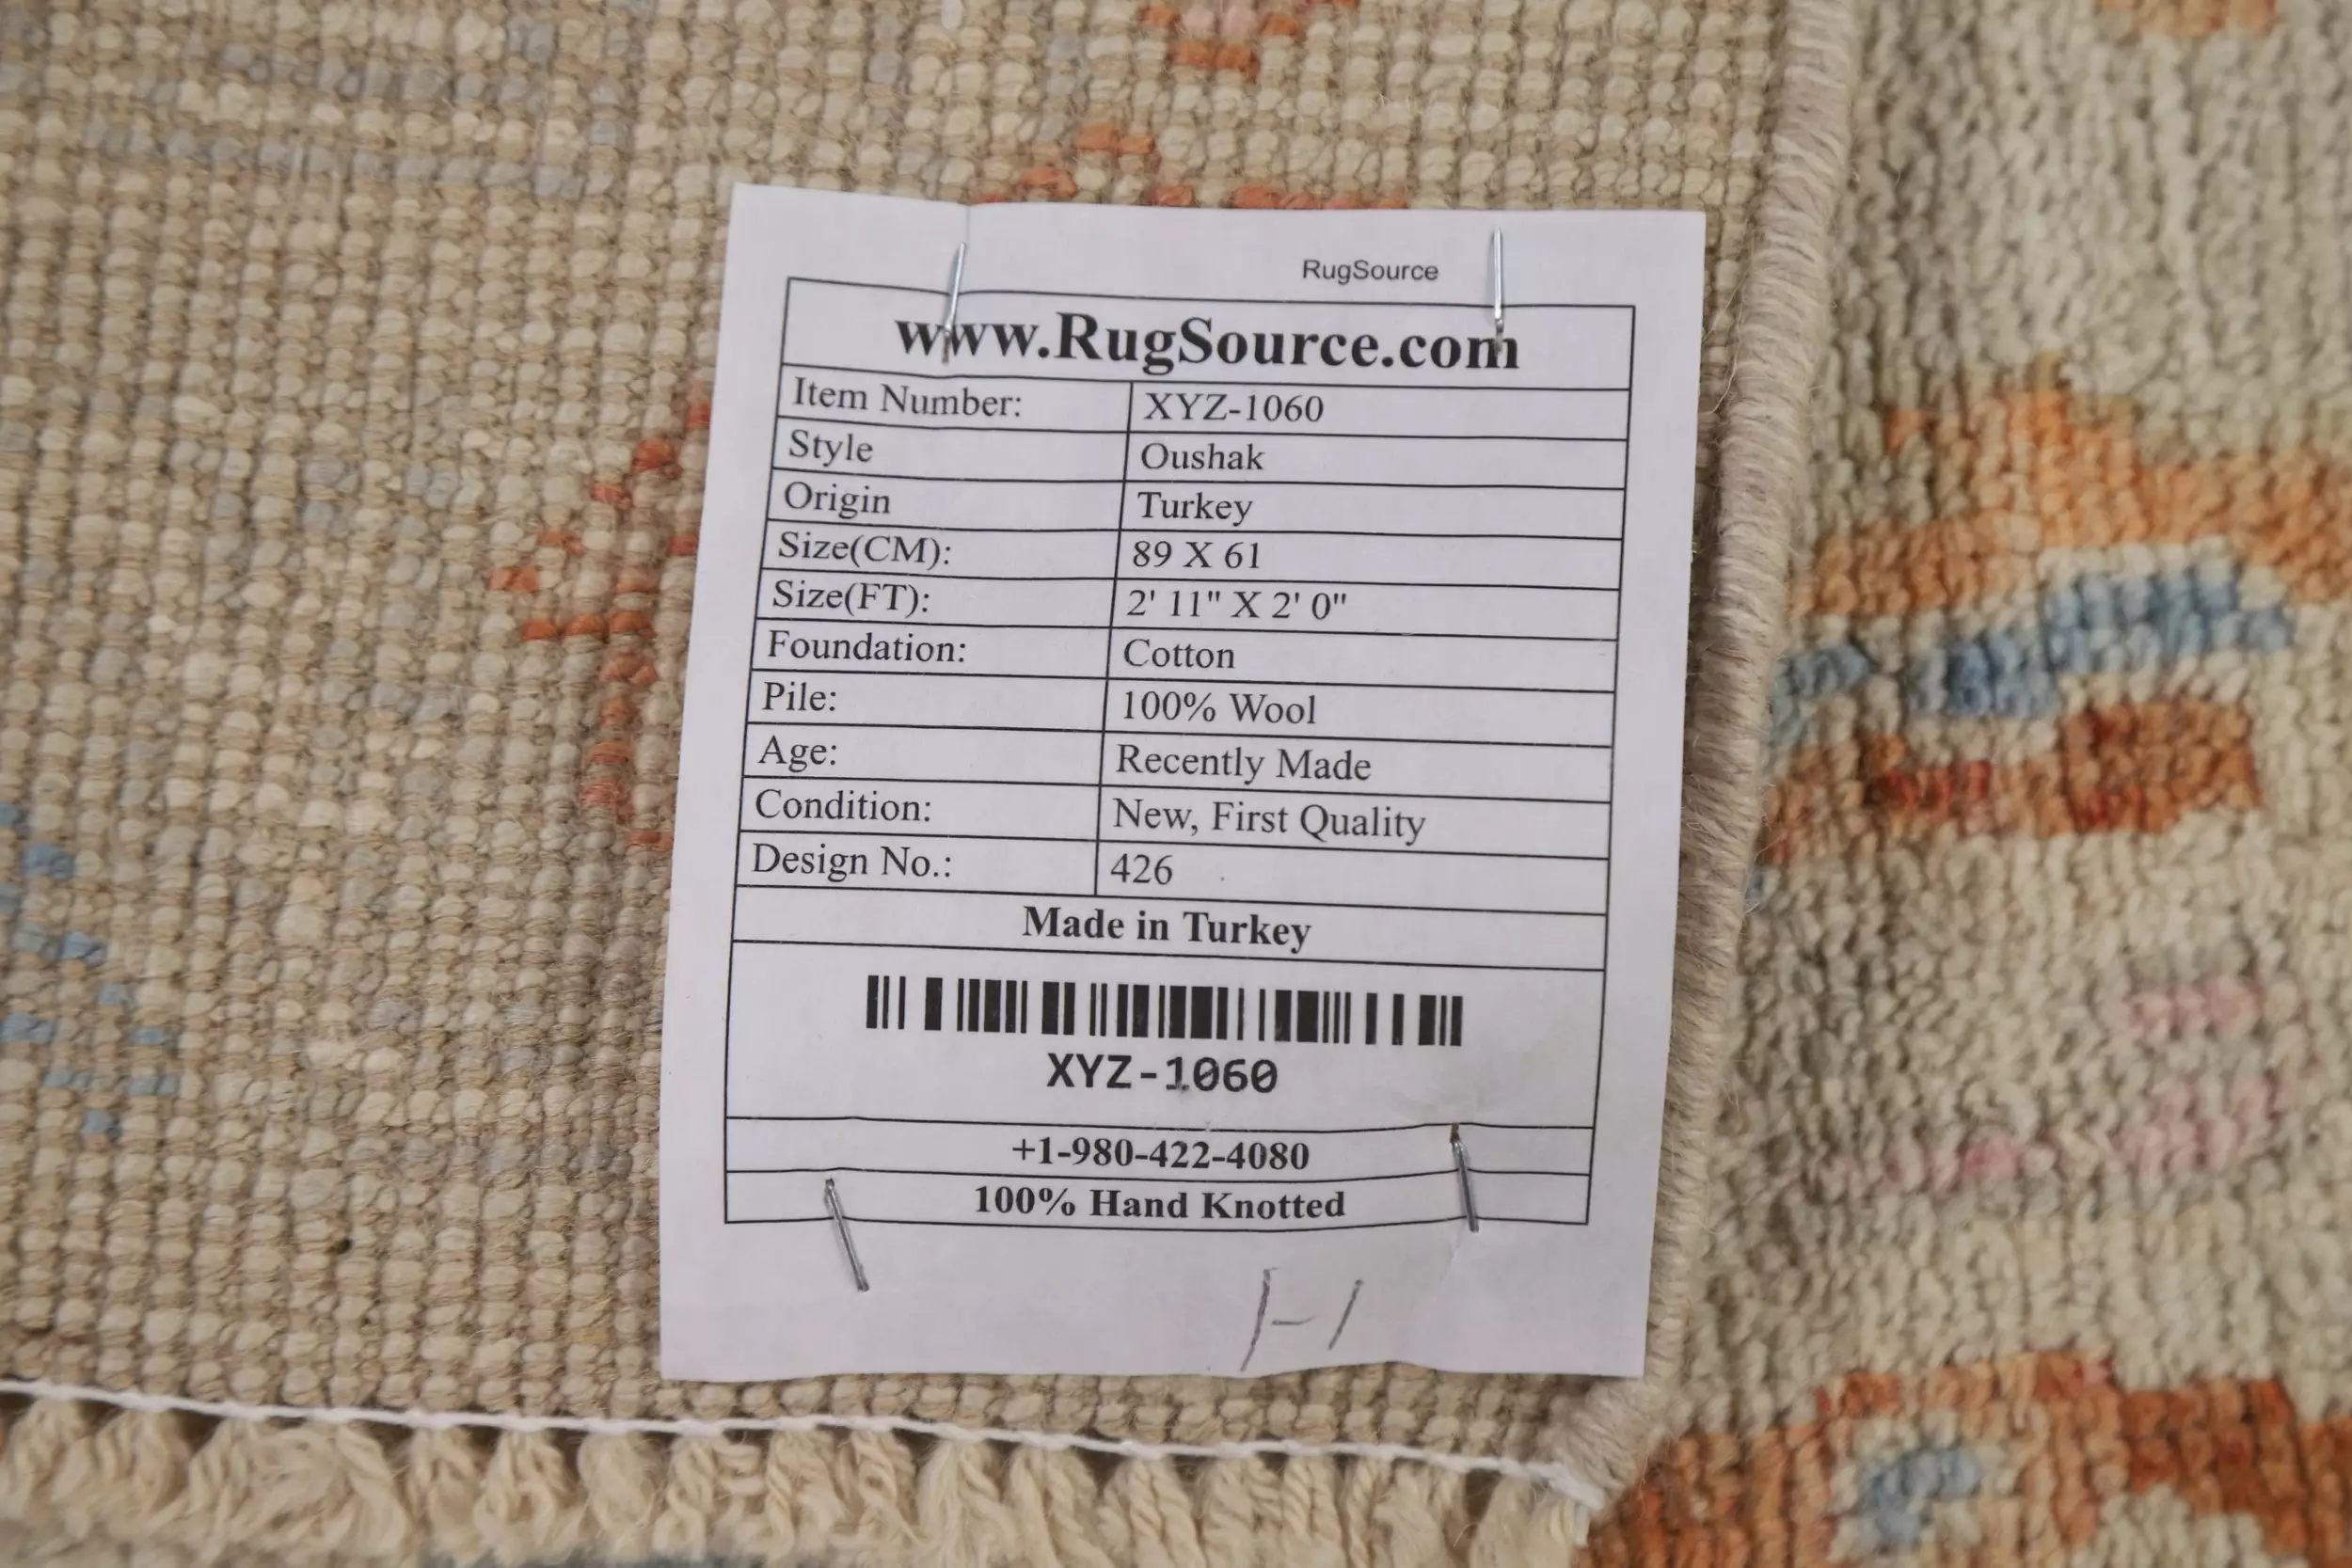 RugSource
www.RugSource.com
Item Number: XYZ-1060
Style Oushak
Origin Turkey
Size(CM): 89 X 61
Size(FT): 2' 11" X 2' 0"
Foundation: Cotton
Pile: 100% Wool
Age: Recently Made
Condition: New, First Quality
Design No.: 426
Made in Turkey
XYZ-1060
+1-980-422-4080
100% Hand Knotted
1-1